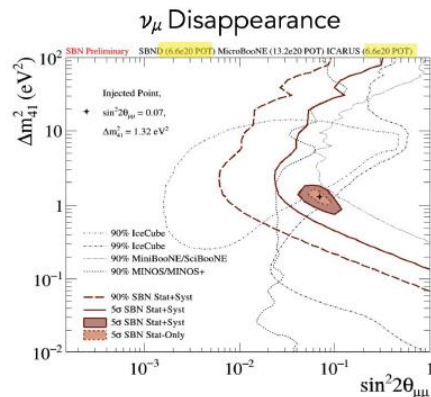 νμ Disappearance
SBN Preliminary SBND (6.6e20 POT) MicroBooNE (13.2e20 POT) ICARUS (6.6e20 POT)
Δm²₄₁ (eV²)
10²
10
1
10⁻¹
10⁻²
Injected Point,
sin²2θμμ = 0.07,
Δm²₄₁ = 1.32 eV²
90% IceCube
99% IceCube
90% MiniBooNE/SciBooNE
90% MINOS/MINOS+
90% SBN Stat+Syst
5σ SBN Stat+Syst
5σ SBN Stat+Syst
5σ SBN Stat-Only
10⁻³ 10⁻² 10⁻¹ 1
sin²2θμμ